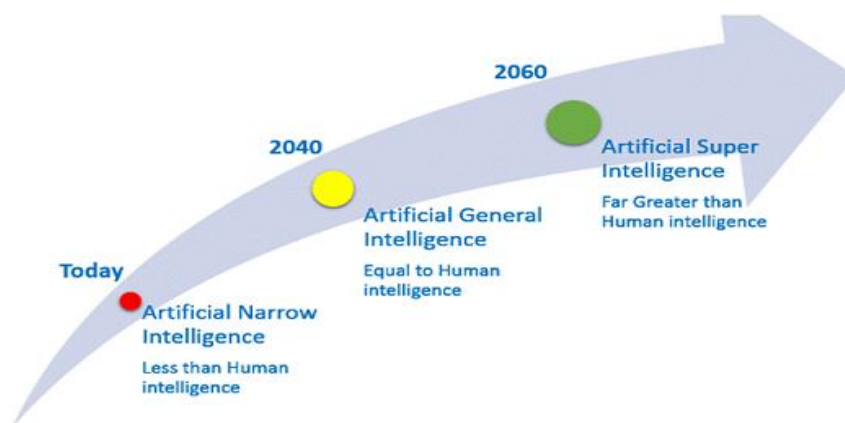 2060
Artificial Super
Intelligence
Far Greater than
Human intelligence
2040
Artificial General
Intelligence
Equal to Human
intelligence
Today
Artificial Narrow
Intelligence
Less than Human
intelligence